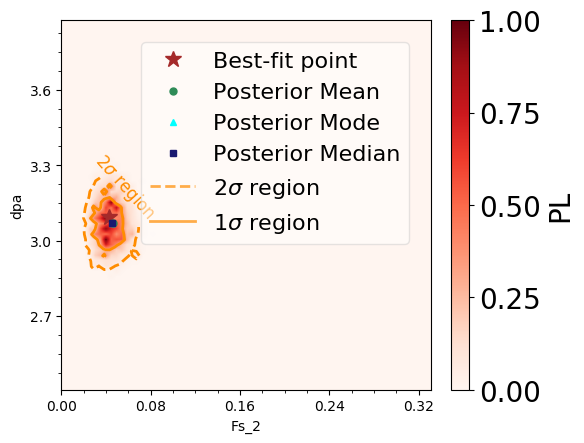 Best-fit point
Posterior Mean
Posterior Mode
Posterior Median
2σ region
1σ region
2σ region
3.6
3.3
3.0
2.7
dpa
0.00
0.08
0.16
0.24
0.32
Fs_2
1.00
0.75
0.50
0.25
0.00
PL